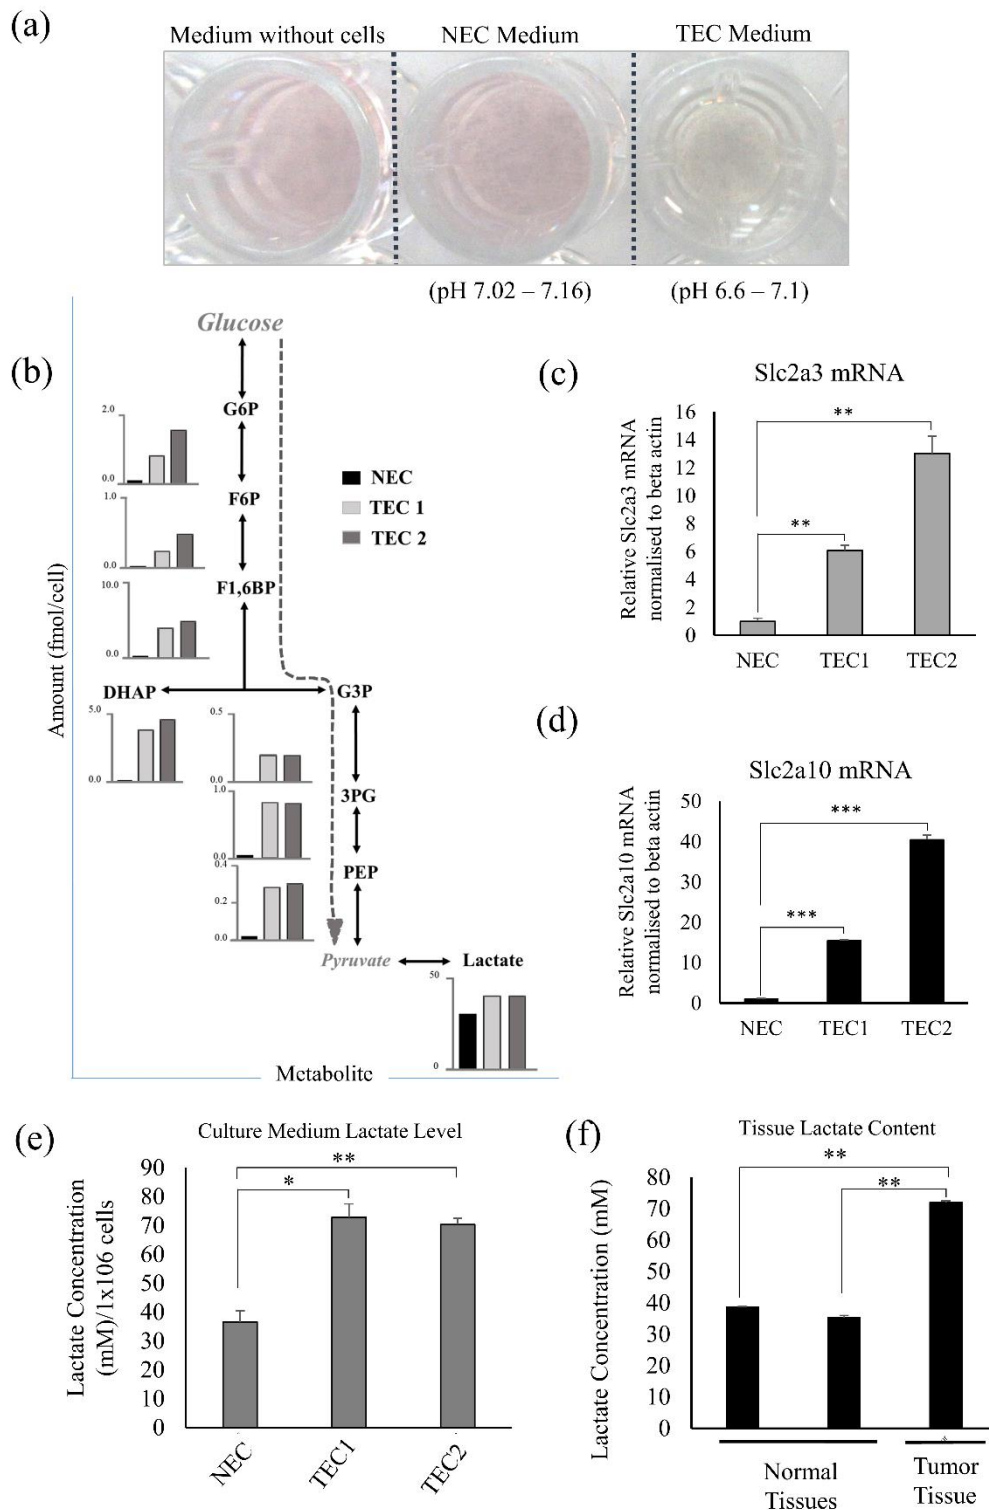 (a)
Medium without cells
NEC Medium
TEC Medium
(pH 7.02 – 7.16)
(pH 6.6 – 7.1)
(b)
Amount (fmol/cell)
Glucose
G6P
2.0
0.0
F6P
1.0
0.0
F1,6BP
10.0
0.0
NEC
TEC 1
TEC 2
DHAP
G3P
5.0
0.0
0.5
0.0
3PG
1.0
0.0
PEP
0.4
0.2
0.0
Pyruvate
Lactate
50
0
Metabolite
(c)
Slc2a3 mRNA
Relative Slc2a3 mRNA
normalised to beta actin
16
14
12
10
8
6
4
2
0
**
**
NEC
TEC1
TEC2
(d)
Slc2a10 mRNA
Relative Slc2a10 mRNA
normalised to beta actin
50
40
30
20
10
0
***
***
NEC
TEC1
TEC2
(e)
Culture Medium Lactate Level
Lactate Concentration
(mM)/1x106 cells
90
80
70
60
50
40
30
20
10
0
**
*
NEC
TEC1
TEC2
(f)
Tissue Lactate Content
Lactate Concentration (mM)
80
70
60
50
40
30
20
10
0
**
**
Normal
Tissues
Tumor
Tissue